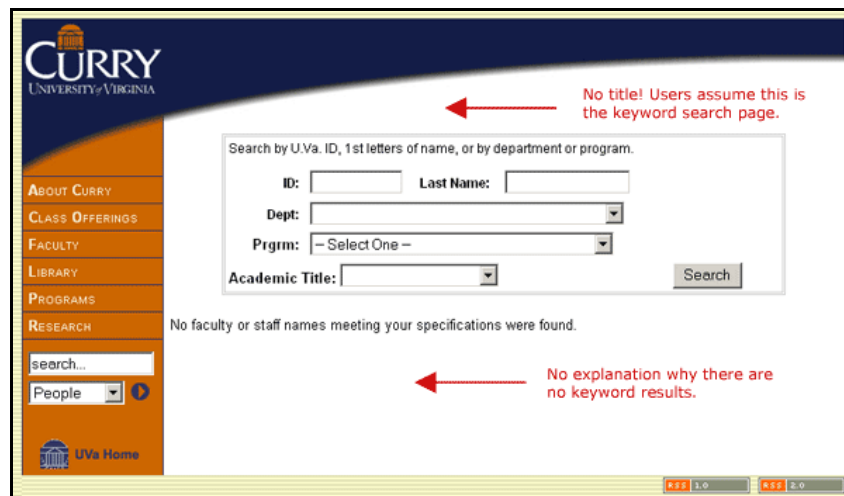 CURRY
UNIVERSITY of VIRGINIA
No title! Users assume this is
the keyword search page.
Search by U.Va. ID, 1st letters of name, or by department or program.
ID: Last Name:
Dept:
Prgrm: – Select One –
Academic Title: Search
ABOUT CURRY
CLASS OFFERINGS
FACULTY
LIBRARY
PROGRAMS
RESEARCH
No faculty or staff names meeting your specifications were found.
search...
People
No explanation why there are
no keyword results.
UVa Home
RSS 1.0 RSS 2.0